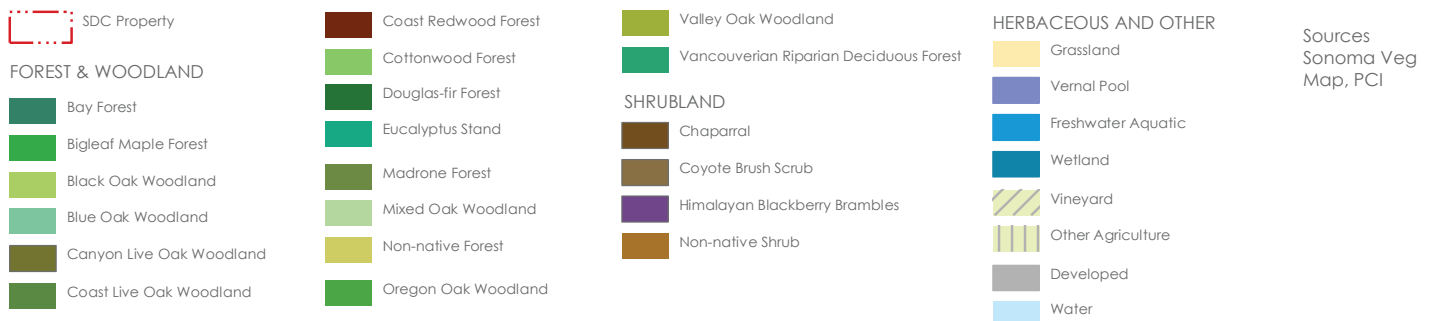 SDC Property
FOREST & WOODLAND
Bay Forest
Bigleaf Maple Forest
Black Oak Woodland
Blue Oak Woodland
Canyon Live Oak Woodland
Coast Live Oak Woodland
Coast Redwood Forest
Cottonwood Forest
Douglas-fir Forest
Eucalyptus Stand
Madrone Forest
Mixed Oak Woodland
Non-native Forest
Oregon Oak Woodland
Valley Oak Woodland
Vancouverian Riparian Deciduous Forest
SHRUBLAND
Chaparral
Coyote Brush Scrub
Himalayan Blackberry Brambles
Non-native Shrub
HERBACEOUS AND OTHER
Grassland
Vernal Pool
Freshwater Aquatic
Wetland
Vineyard
Other Agriculture
Developed
Water
Sources
Sonoma Veg
Map, PCI